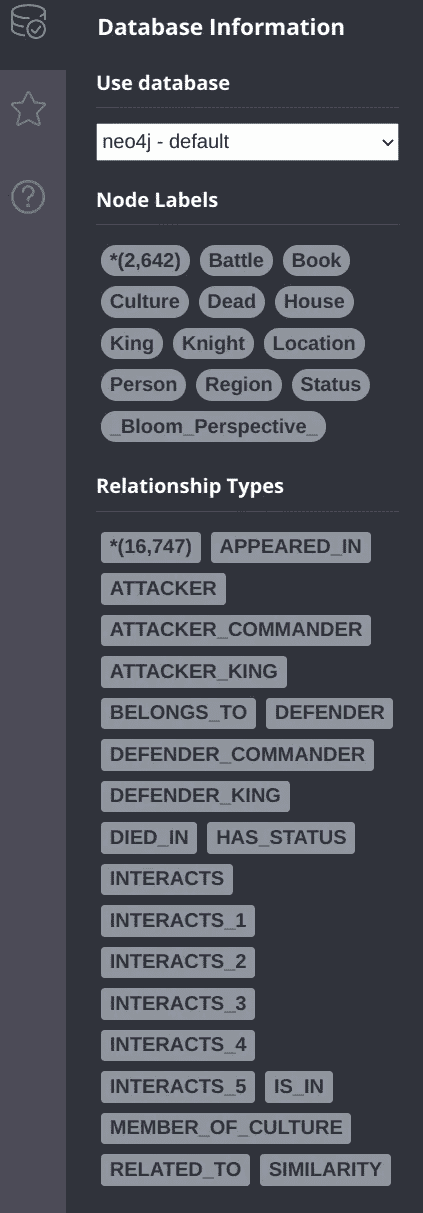 Database Information
Use database
neo4j - default
Node Labels
*(2,642) Battle Book
Culture Dead House
King Knight Location
Person Region Status
_Bloom_Perspective_
Relationship Types
*(16,747) APPEARED_IN
ATTACKER
ATTACKER_COMMANDER
ATTACKER_KING
BELONGS_TO DEFENDER
DEFENDER_COMMANDER
DEFENDER_KING
DIED_IN HAS_STATUS
INTERACTS
INTERACTS_1
INTERACTS_2
INTERACTS_3
INTERACTS_4
INTERACTS_5 IS_IN
MEMBER_OF_CULTURE
RELATED_TO SIMILARITY